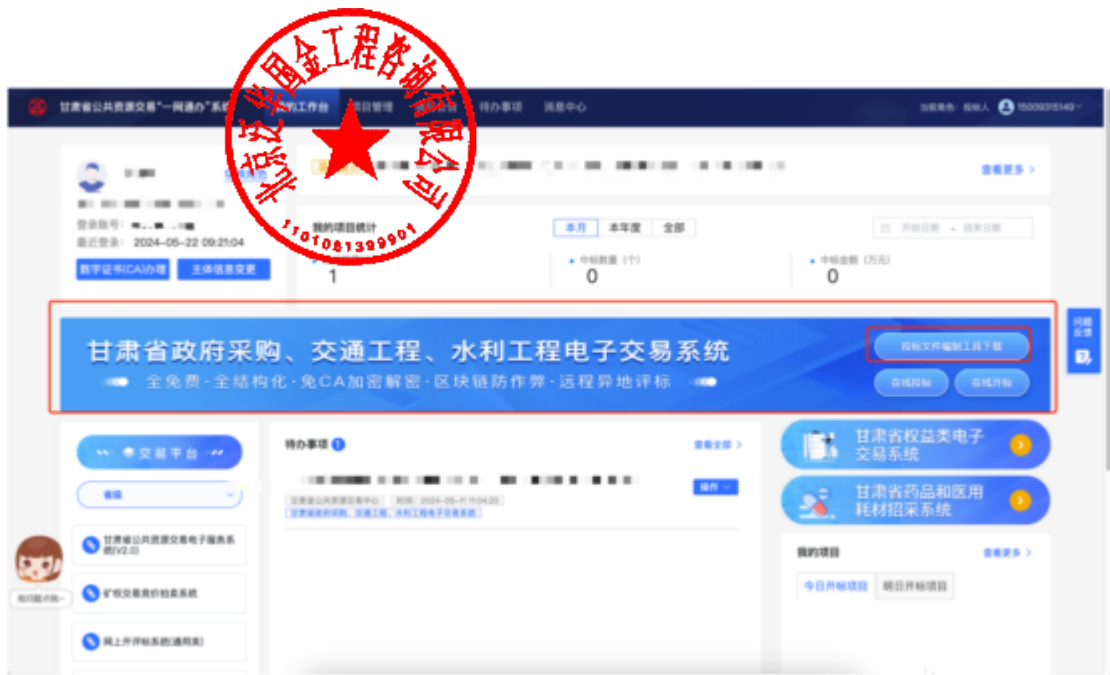 北京辽华国金工程咨询有限公司
1101081399901
甘肃省公共资源交易"一网通办"系统
我的工作台
项目管理
待办事项
消息中心
当前角色：投标人
15009315149
查看更多 >
登录账号：
最近登录： 2024-05-22 09:21:04
数字证书(CA)办理
主体信息变更
我的项目统计
本月
本年度
全部
开始日期 - 结束日期
1
中标数量（个）
0
中标金额（万元）
0
问题反馈
甘肃省政府采购、交通工程、水利工程电子交易系统
全免费·全结构化·免CA加密解密·区块链防作弊·远程异地评标
投标文件编制工具下载
在线投标
在线开标
交易平台
省级
甘肃省公共资源交易电子服务系
统(V2.0)
矿权交易竞价拍卖系统
网上开评标系统(通用类)
有问题点我~
待办事项 1
查看全部 >
操作
甘肃省公共资源交易中心
时间：2024-05-11 11:04:20
甘肃省政府采购、交通工程、水利工程电子交易系统
甘肃省权益类电子
交易系统
甘肃省药品和医用
耗材招采系统
我的项目
查看更多 >
今日开标项目
明日开标项目